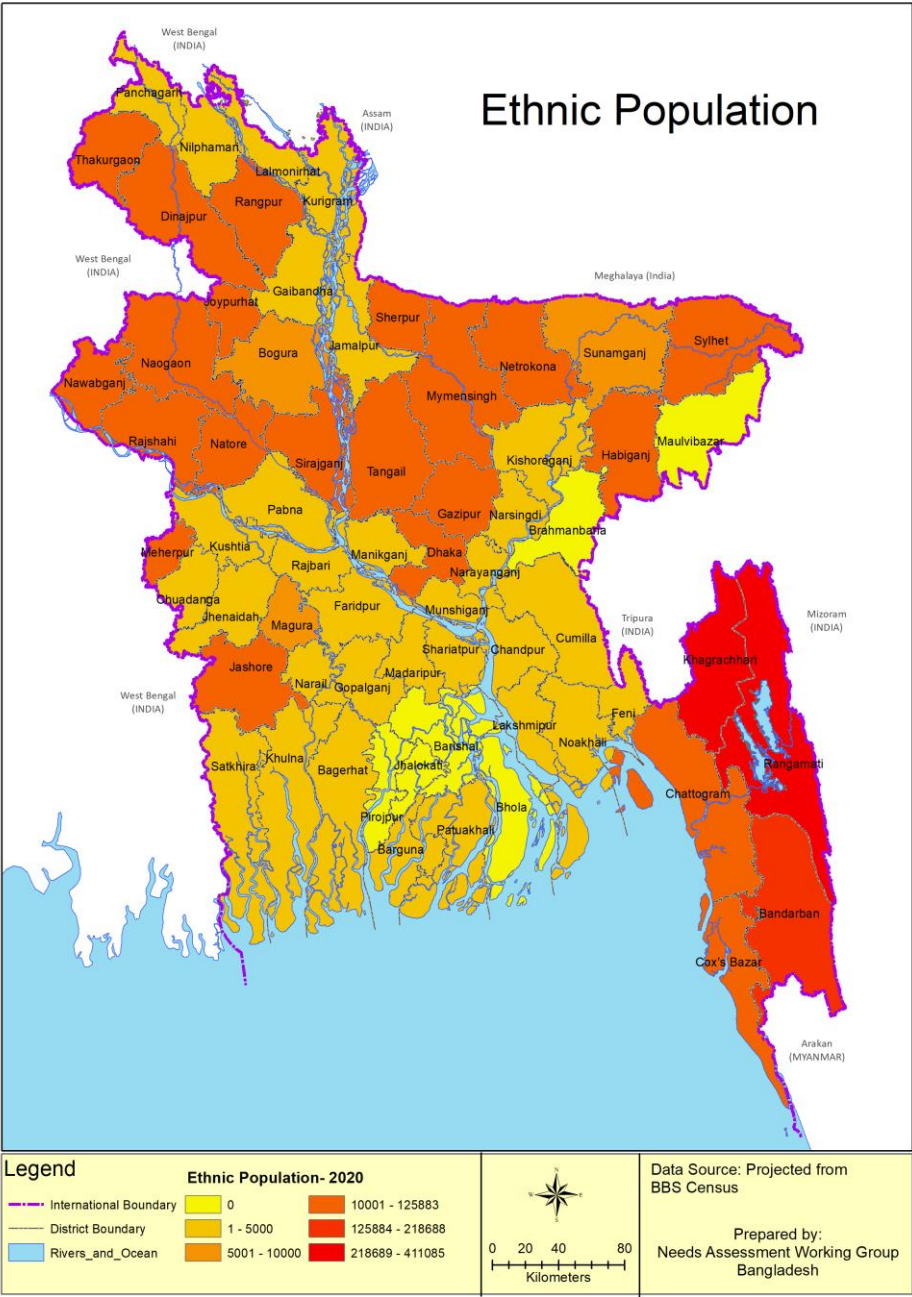 West Bengal
(INDIA)
Ethnic Population
Panchagarh
Assam
(INDIA)
Nilphamari
Thakurgaon
Lalmonirhat
Rangpur
Kurigram
Dinajpur
West Bengal
(INDIA)
Meghalaya (India)
Gaibandha
Joypurhat
Sherpur
Sylhet
Jamalpur
Bogura
Sunamganj
Naogaon
Netrokona
Nawabganj
Mymensingh
Rajshahi
Natore
Maulvibazar
Habiganj
Sirajganj
Kishoreganj
Tangail
Pabna
Gazipur
Narsingdi
Brahmanbaria
Kushtia
Meherpur
Manikganj
Dhaka
Rajbari
Narayanganj
Chuadanga
Faridpur
Munshiganj
Jhenaidah
Magura
Tripura
(INDIA)
Mizoram
(INDIA)
Cumilla
Shariatpur
Chandpur
Khagrachhari
Jashore
Madaripur
Narail
Gopalganj
West Bengal
(INDIA)
Feni
Lakshmipur
Noakhali
Barishal
Khulna
Satkhira
Jhalokati
Bagerhat
Rangamati
Chattogram
Bhola
Pirojpur
Patuakhali
Barguna
Bandarban
Cox's Bazar
Arakan
(MYANMAR)
Legend
International Boundary
District Boundary
Rivers_and_Ocean
Ethnic Population- 2020
0
1 - 5000
5001 - 10000
10001 - 125883
125884 - 218688
218689 - 411085
N
W E
S
0 20 40 80
Kilometers
Data Source: Projected from
BBS Census
Prepared by:
Needs Assessment Working Group
Bangladesh